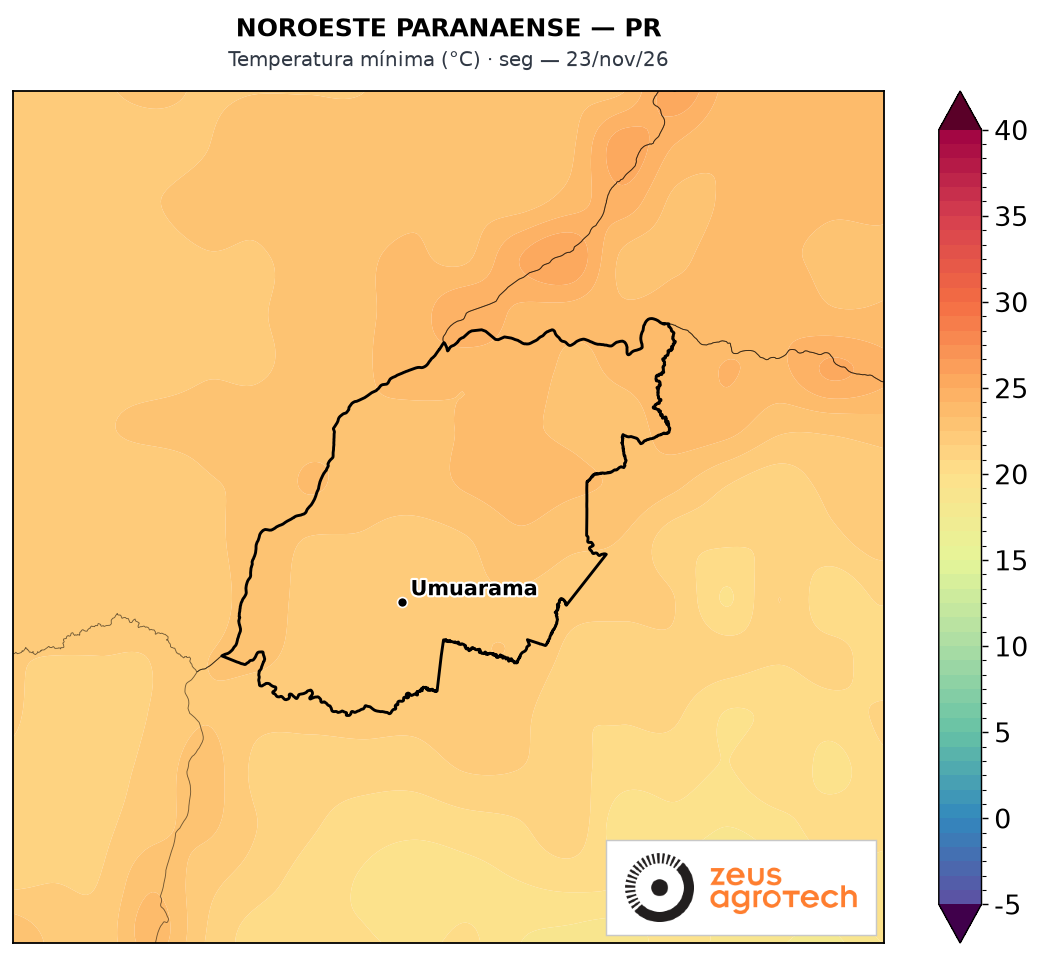 NOROESTE PARANAENSE — PR
Temperatura mínima (°C) · seg — 23/nov/26
40
35
30
25
20
15
10
5
0
-5
Umuarama
zeus
agrotech